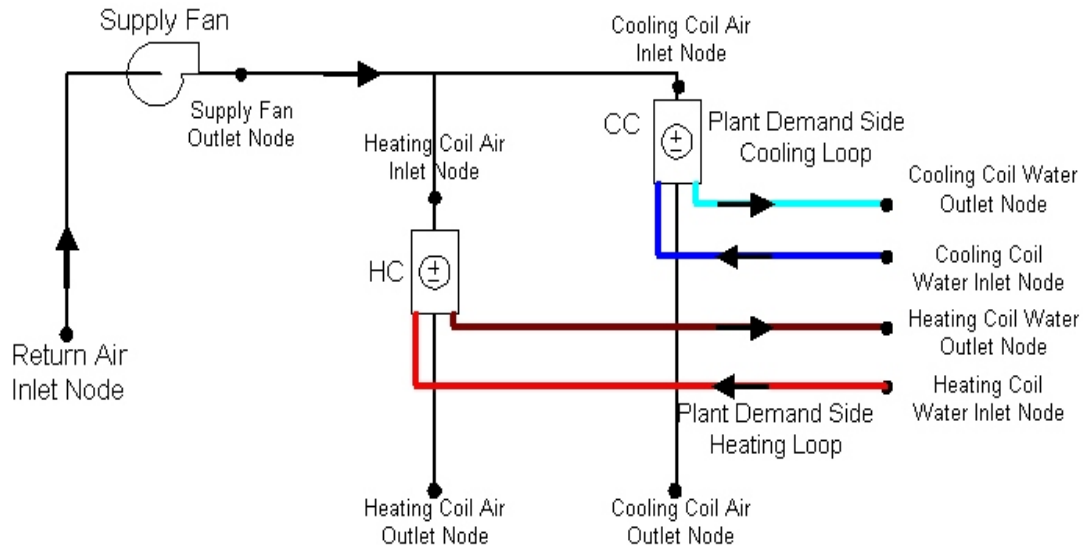 Supply Fan
Cooling Coil Air
Inlet Node
Supply Fan
Outlet Node
Heating Coil Air
Inlet Node
CC
Plant Demand Side
Cooling Loop
Cooling Coil Water
Outlet Node
Cooling Coil
Water Inlet Node
HC
Heating Coil Water
Outlet Node
Return Air
Inlet Node
Heating Coil
Water Inlet Node
Plant Demand Side
Heating Loop
Heating Coil Air
Outlet Node
Cooling Coil Air
Outlet Node